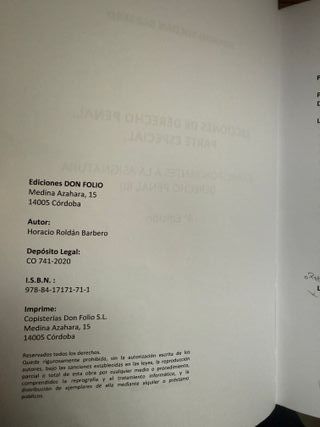 Ediciones DON FOLIO
Medina Azahara, 15
14005 Córdoba
Autor:
Horacio Roldán Barbero
Depósito Legal:
CO 741-2020
I.S.B.N. :
978-84-17171-71-1
Imprime:
Copisterías Don Folio S.L.
Medina Azahara, 15
14005 Córdoba
Reservados todos los derechos.
Queda rigurosamente prohibida, sin la autorización escrita de los
autores, bajo las sanciones establecidas en las leyes, la reproducción
parcial o total de esta obra por cualquier medio o procedimiento,
comprendidos la reprografía y el tratamiento informático, y la
distribución de ejemplares de ella mediante alquiler o préstamo
públicos.